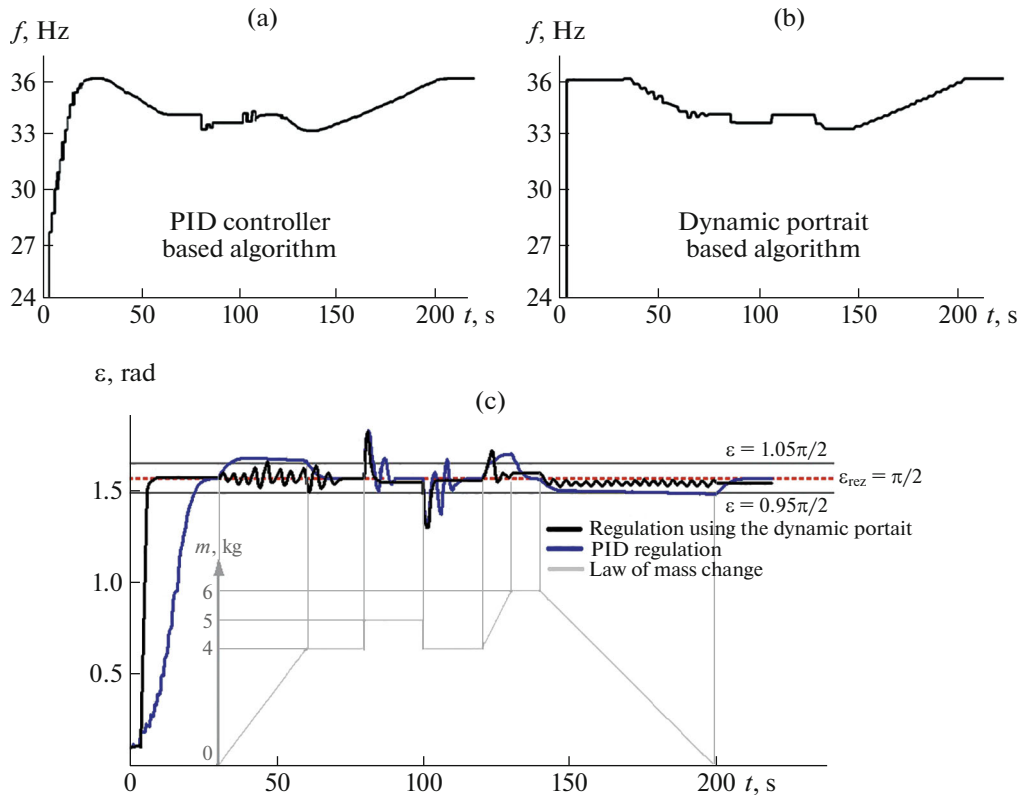 (a)
f, Hz
36
33
30
27
24
PID controller
based algorithm
0
50
100
150
200
t, s
(b)
f, Hz
36
33
30
27
24
Dynamic portrait
based algorithm
0
50
100
150
200
t, s
ε, rad
(c)
1.5
1.0
0.5
ε = 1.05π/2
ε_rez = π/2
ε = 0.95π/2
Regulation using the dynamic portait
PID regulation
Law of mass change
m, kg
6
5
4
0
0
50
100
150
200
t, s